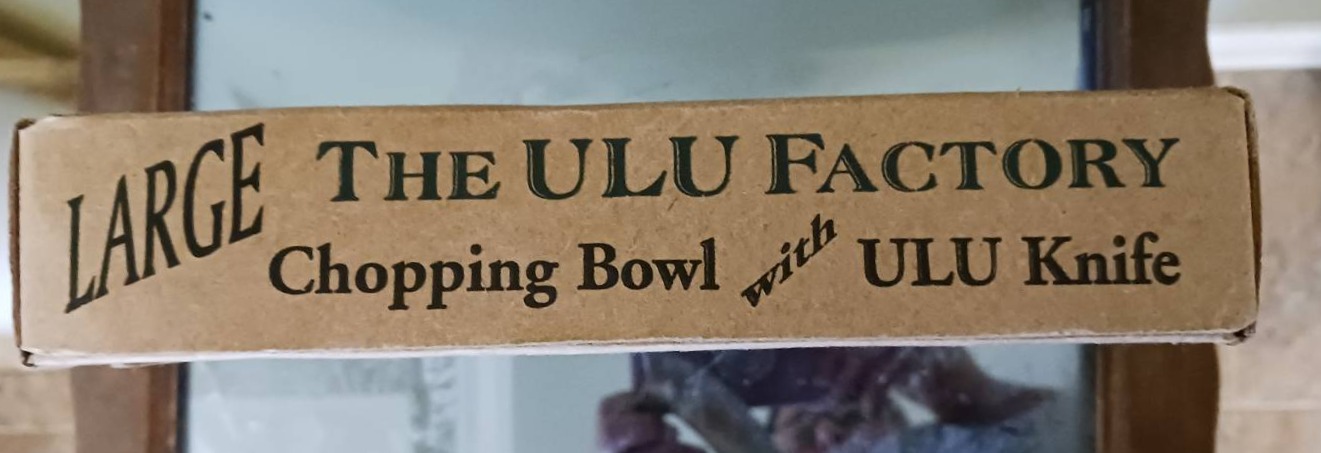 LARGE
THE ULU FACTORY
Chopping Bowl with ULU Knife